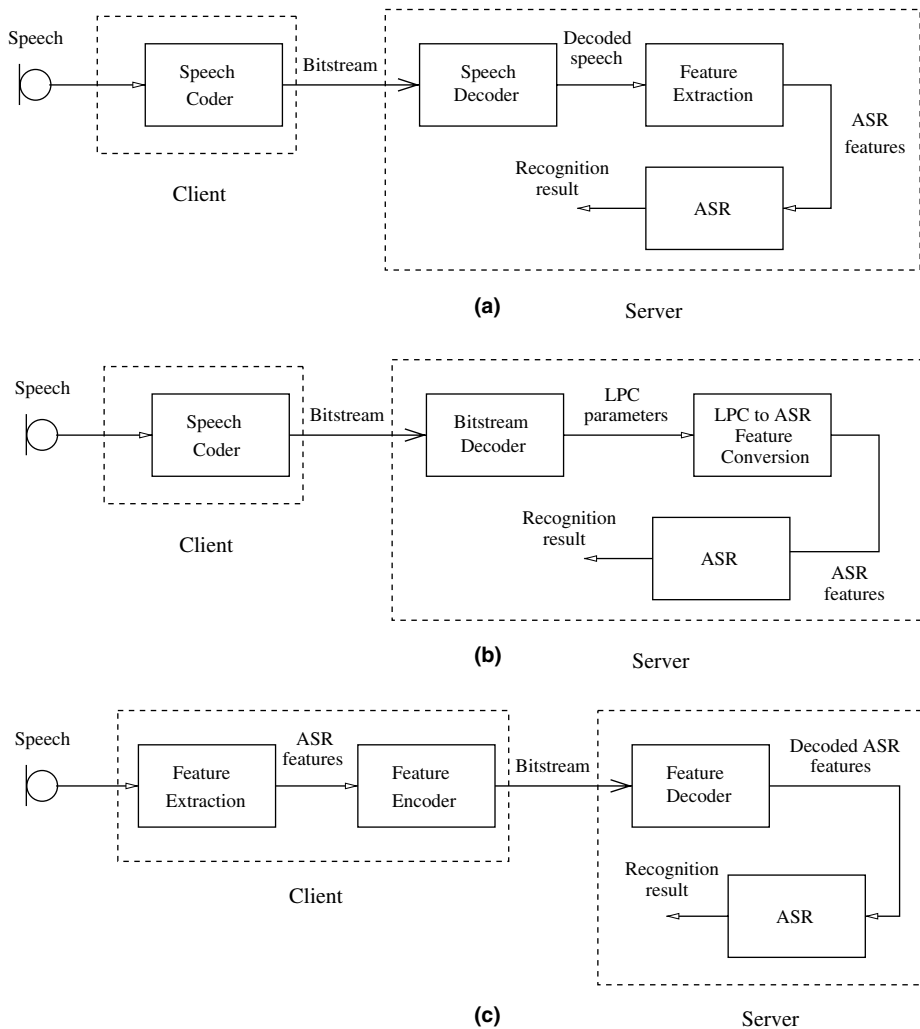 Speech
Speech
Coder
Client
Bitstream
Speech
Decoder
Decoded
speech
Feature
Extraction
ASR
features
ASR
Recognition
result
Server
(a)
Speech
Speech
Coder
Client
Bitstream
Bitstream
Decoder
LPC
parameters
LPC to ASR
Feature
Conversion
ASR
features
ASR
Recognition
result
Server
(b)
Speech
Feature
Extraction
ASR
features
Feature
Encoder
Client
Bitstream
Feature
Decoder
Decoded ASR
features
ASR
Recognition
result
Server
(c)